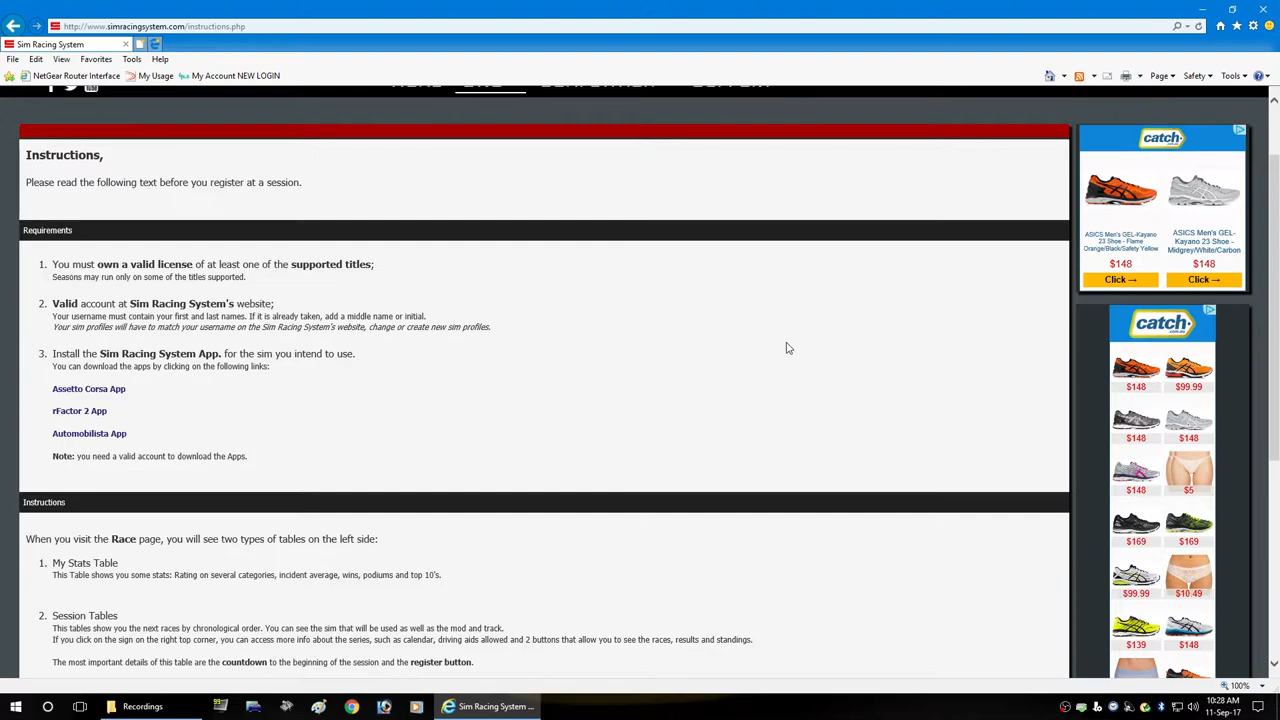 http://www.simracingsystem.com/instructions.php
Sim Racing System
File Edit View Favorites Tools Help
NetGear Router Interface My Usage My Account NEW LOGIN
Page Safety Tools
Instructions,
Please read the following text before you register at a session.
Requirements
1. You must own a valid license of at least one of the supported titles;
Seasons may run only on some of the titles supported.
2. Valid account at Sim Racing System's website;
Your username must contain your first and last names. If it is already taken, add a middle name or initial.
Your sim profiles will have to match your username on the Sim Racing System's website, change or create new sim profiles.
3. Install the Sim Racing System App. for the sim you intend to use.
You can download the apps by clicking on the following links:
Assetto Corsa App
rFactor 2 App
Automobilista App
Note: you need a valid account to download the Apps.
Instructions
When you visit the Race page, you will see two types of tables on the left side:
1. My Stats Table
This Table shows you some stats: Rating on several categories, incident average, wins, podiums and top 10's.
2. Session Tables
This tables show you the next races by chronological order. You can see the sim that will be used as well as the mod and track.
If you click on the sign on the right top corner, you can access more info about the series, such as calendar, driving aids allowed and 2 buttons that allow you to see the races, results and standings.
The most important details of this table are the countdown to the beginning of the session and the register button.
catch.com.au
ASICS Men's GEL-Kayano 23 Shoe - Flame Orange/Black/Safety Yellow
$148
Click →
ASICS Men's GEL-Kayano 23 Shoe - Midgrey/White/Carbon
$148
Click →
catch.com.au
$148 $99.99
$148 $148
$148 $5
$169 $169
$99.99 $10.49
$139 $148
100%
Recordings
Sim Racing System ...
10:28 AM
11-Sep-17